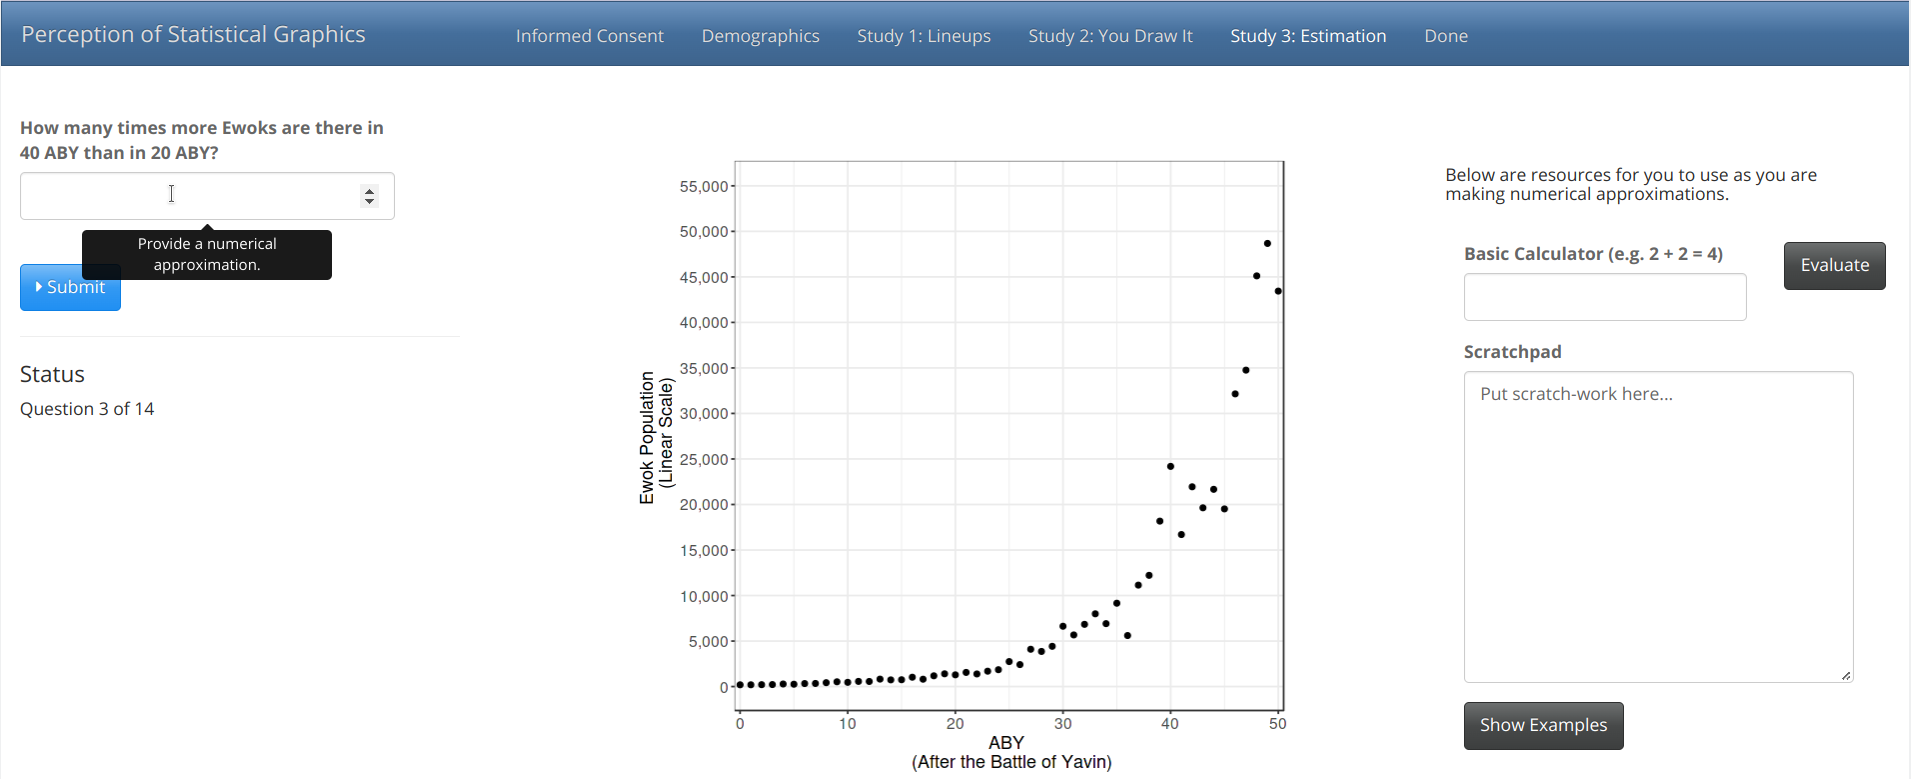 Perception of Statistical Graphics
Informed Consent
Demographics
Study 1: Lineups
Study 2: You Draw It
Study 3: Estimation
Done
How many times more Ewoks are there in
40 ABY than in 20 ABY?
Provide a numerical
approximation.
Submit
Status
Question 3 of 14
Ewok Population
(Linear Scale)
55,000
50,000
45,000
40,000
35,000
30,000
25,000
20,000
15,000
10,000
5,000
0
0 10 20 30 40 50
ABY
(After the Battle of Yavin)
Below are resources for you to use as you are
making numerical approximations.
Basic Calculator (e.g. 2 + 2 = 4)
Evaluate
Scratchpad
Put scratch-work here...
Show Examples